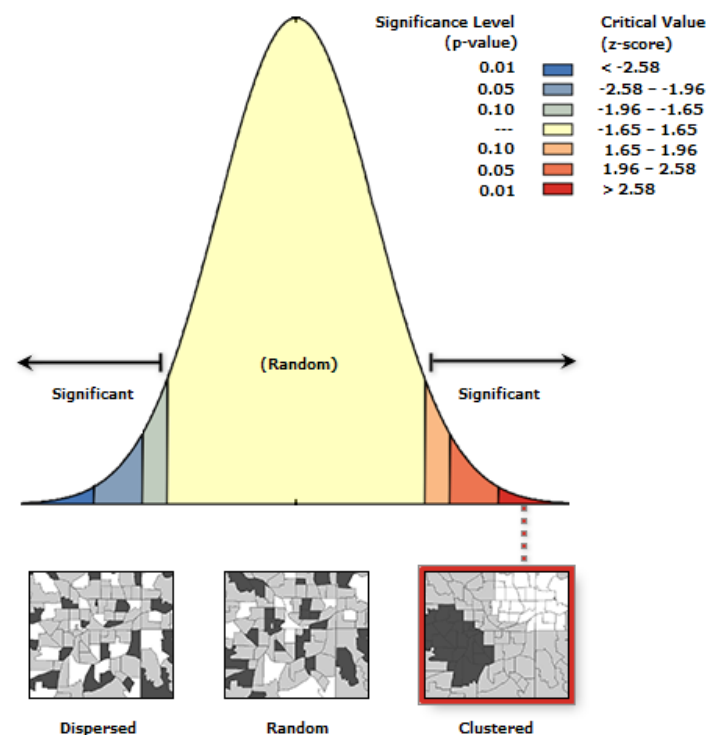 Significance Level
(p-value)
Critical Value
(z-score)
0.01 < -2.58
0.05 -2.58 – -1.96
0.10 -1.96 – -1.65
--- -1.65 – 1.65
0.10 1.65 – 1.96
0.05 1.96 – 2.58
0.01 > 2.58
(Random)
Significant
Significant
Dispersed
Random
Clustered